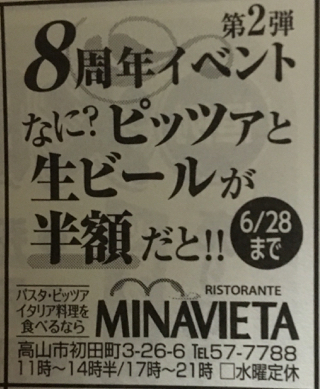 第2弾
8周年イベント
なに?ピッツァと
生ビールが
半額だと!!
6/28
まで
パスタ・ピッツア
イタリア料理を
食べるなら
RISTORANTE
MINAVIETA
高山市初田町3-26-6 TEL57-7788
11時〜14時半/17時〜21時 □水曜定休